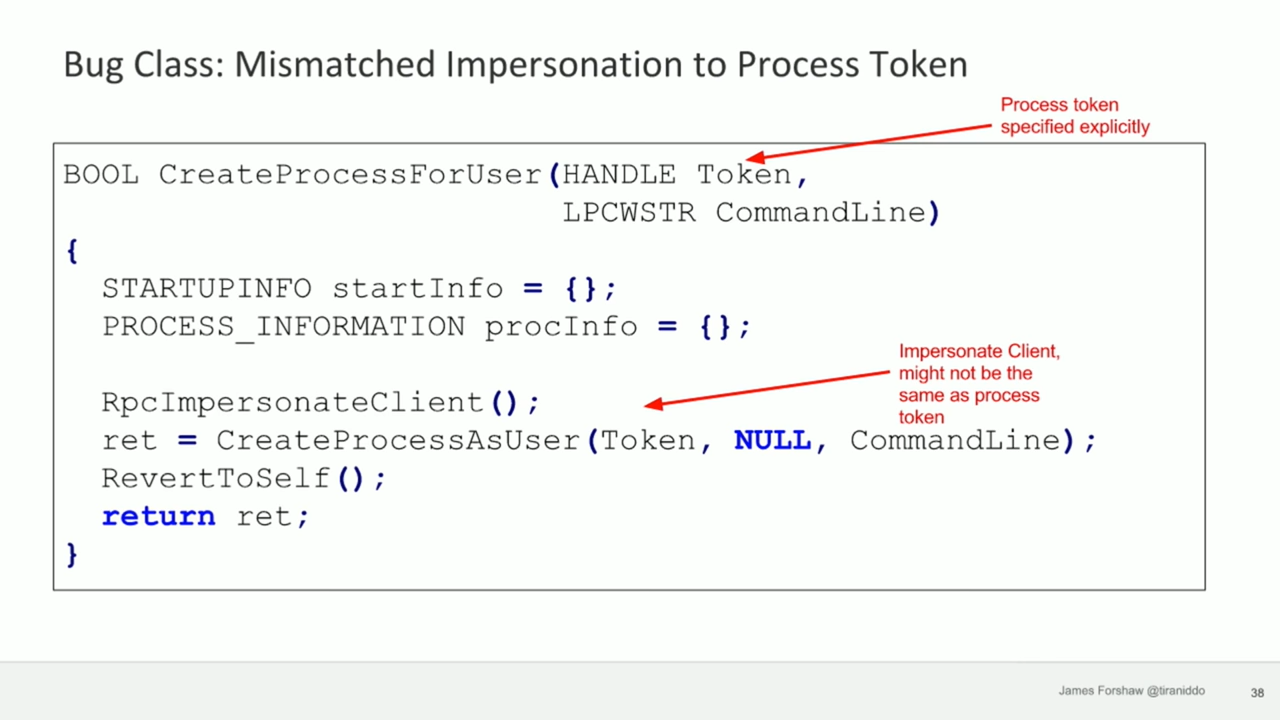 Bug Class: Mismatched Impersonation to Process Token
Process token
specified explicitly
BOOL CreateProcessForUser(HANDLE Token,
LPCWSTR CommandLine)
{
STARTUPINFO startInfo = {};
PROCESS_INFORMATION procInfo = {};
Impersonate Client,
might not be the
same as process
token
RpcImpersonateClient();
ret = CreateProcessAsUser(Token, NULL, CommandLine);
RevertToSelf();
return ret;
}
James Forshaw @tiraniddo
38